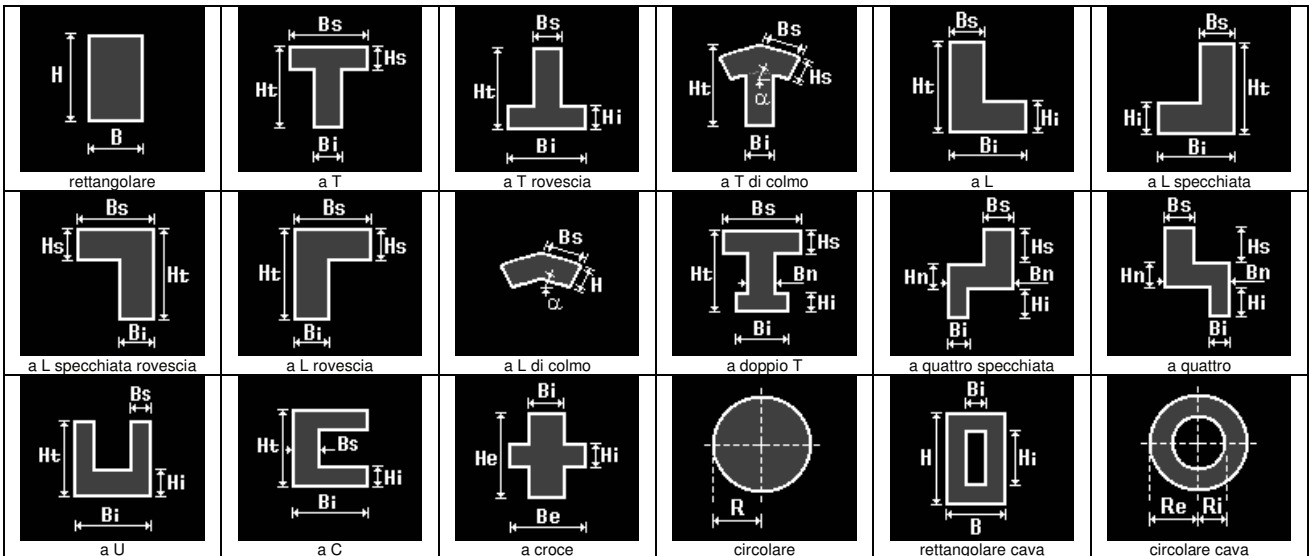 H
B
rettangolare
Bs
Hs
Ht
Bi
a T
Bs
Ht
Hi
Bi
a T rovescia
Bs
Ht
Hs
α
Bi
a T di colmo
Bs
Ht
Hi
Bi
a L
Bs
Ht
Hi
Bi
a L specchiata
Bs
Hs
Ht
Bi
a L specchiata rovescia
Bs
Hs
Ht
Bi
a L rovescia
Bs
H
α
a L di colmo
Bs
Hs
Ht
Bn
Hi
Bi
a doppio T
Bs
Hs
Hn
Bn
Hi
Bi
a quattro specchiata
Bs
Hs
Hn
Bn
Hi
Bi
a quattro
Bs
Ht
Hi
Bi
a U
Ht
Bs
Hi
Bi
a C
Bi
He
Hi
Be
a croce
R
circolare
Bi
H
Hi
B
rettangolare cava
Re
Ri
circolare cava